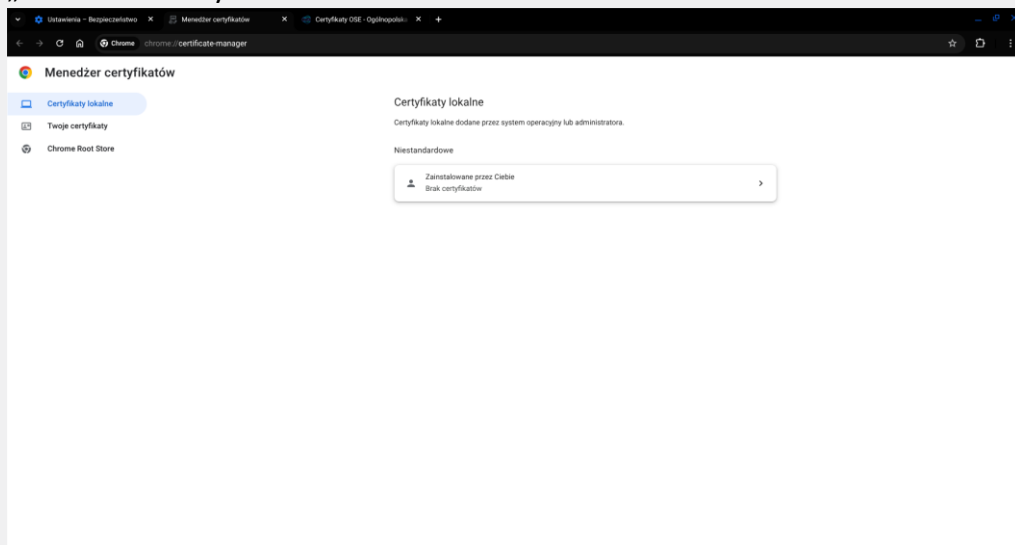 Ustawienia – Bezpieczeństwo
Menedżer certyfikatów
Certyfikaty OSE - Ogólnopolska
Chrome
chrome://certificate-manager
Menedżer certyfikatów
Certyfikaty lokalne
Twoje certyfikaty
Chrome Root Store
Certyfikaty lokalne
Certyfikaty lokalne dodane przez system operacyjny lub administratora.
Niestandardowe
Zainstalowane przez Ciebie
Brak certyfikatów